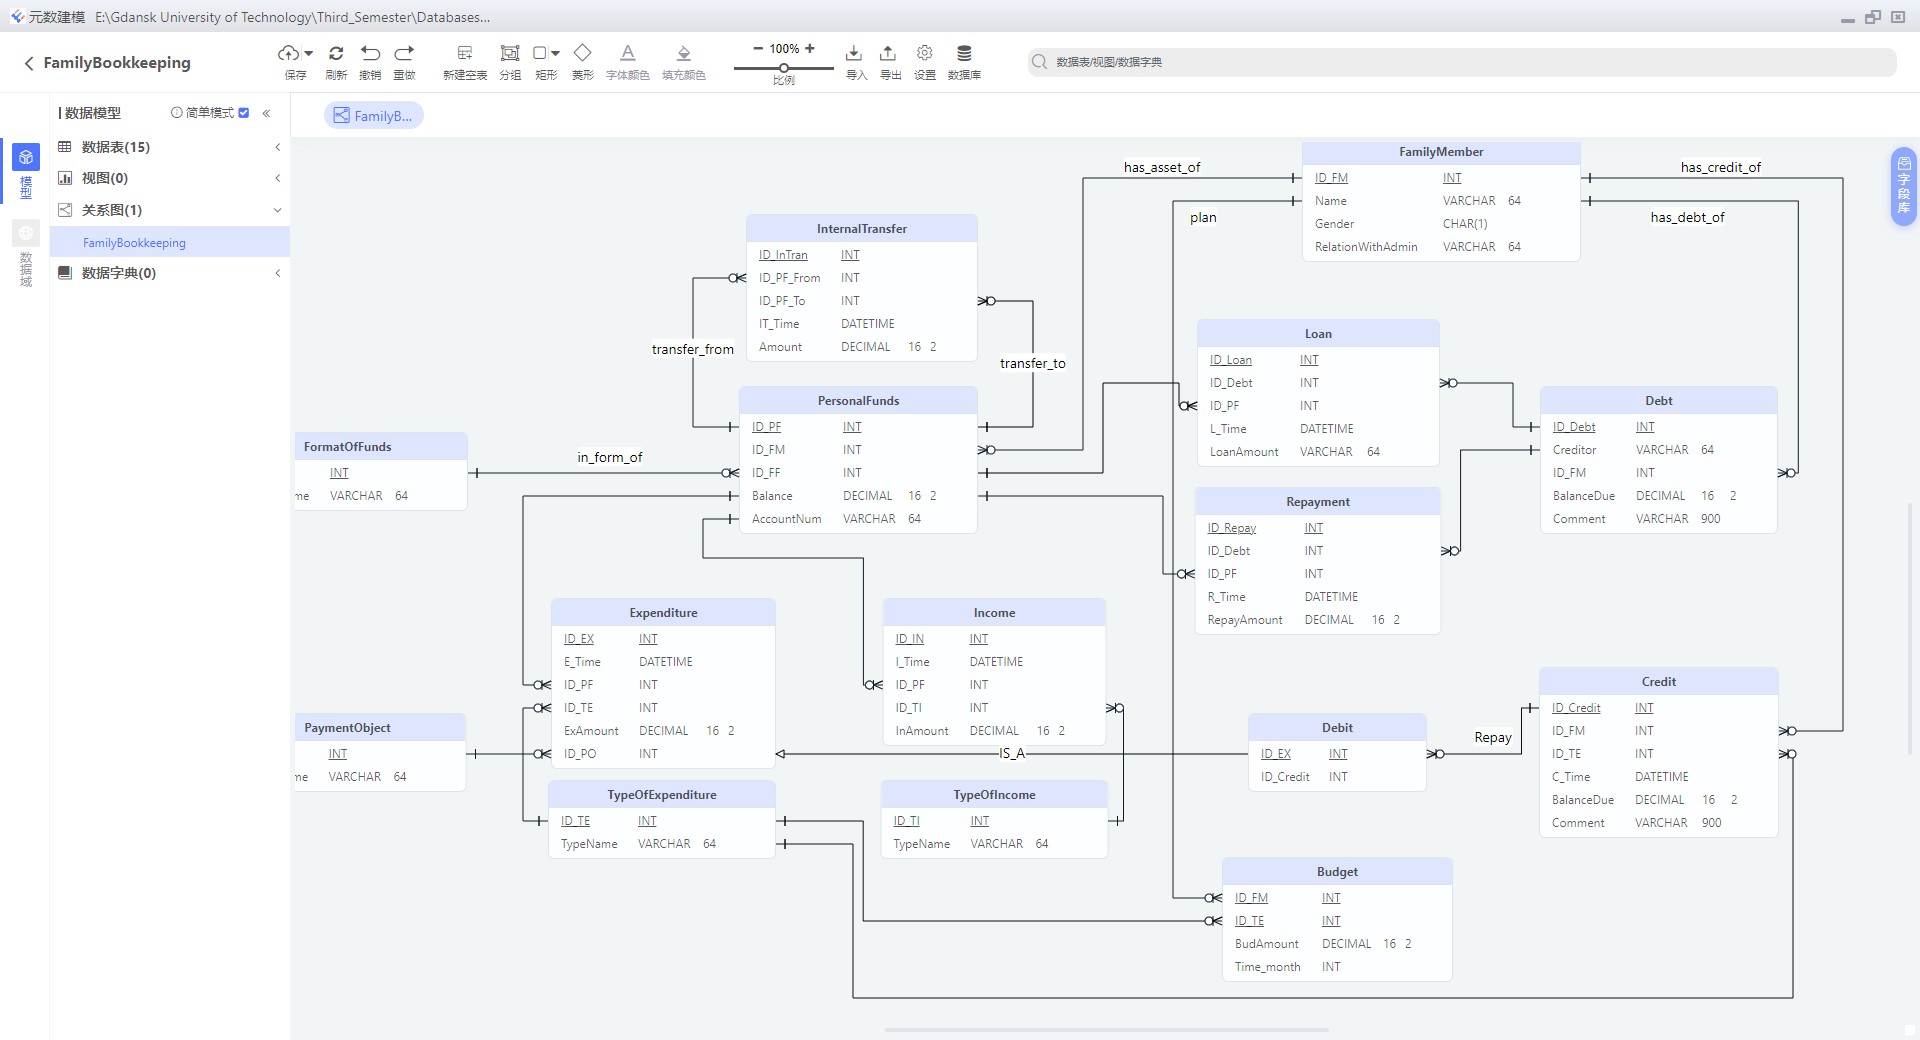 元数建模 E:\Gdansk University of Technology\Third_Semester\Databases...
FamilyBookkeeping
保存 刷新 撤销 重做 新建空表 分组 矩形 菱形 字体颜色 填充颜色
100%
比例
导入 导出 设置 数据库
数据表/视图/数据字典
模型
数据域
数据模型 简单模式
数据表(15)
视图(0)
关系图(1)
FamilyBookkeeping
数据字典(0)
FamilyB...
字段库
has_asset_of
plan
has_credit_of
has_debt_of
FamilyMember
ID_FM INT
Name VARCHAR 64
Gender CHAR(1)
RelationWithAdmin VARCHAR 64
InternalTransfer
ID_InTran INT
ID_PF_From INT
ID_PF_To INT
IT_Time DATETIME
Amount DECIMAL 16 2
transfer_from
transfer_to
Loan
ID_Loan INT
ID_Debt INT
ID_PF INT
L_Time DATETIME
LoanAmount VARCHAR 64
PersonalFunds
ID_PF INT
ID_FM INT
ID_FF INT
Balance DECIMAL 16 2
AccountNum VARCHAR 64
Debt
ID_Debt INT
Creditor VARCHAR 64
ID_FM INT
BalanceDue DECIMAL 16 2
Comment VARCHAR 900
FormatOfFunds
INT
me VARCHAR 64
in_form_of
Repayment
ID_Repay INT
ID_Debt INT
ID_PF INT
R_Time DATETIME
RepayAmount DECIMAL 16 2
Expenditure
ID_EX INT
E_Time DATETIME
ID_PF INT
ID_TE INT
ExAmount DECIMAL 16 2
ID_PO INT
Income
ID_IN INT
I_Time DATETIME
ID_PF INT
ID_TI INT
InAmount DECIMAL 16 2
IS_A
PaymentObject
INT
me VARCHAR 64
Debit
ID_EX INT
ID_Credit INT
Repay
Credit
ID_Credit INT
ID_FM INT
ID_TE INT
C_Time DATETIME
BalanceDue DECIMAL 16 2
Comment VARCHAR 900
TypeOfExpenditure
ID_TE INT
TypeName VARCHAR 64
TypeOfIncome
ID_TI INT
TypeName VARCHAR 64
Budget
ID_FM INT
ID_TE INT
BudAmount DECIMAL 16 2
Time_month INT